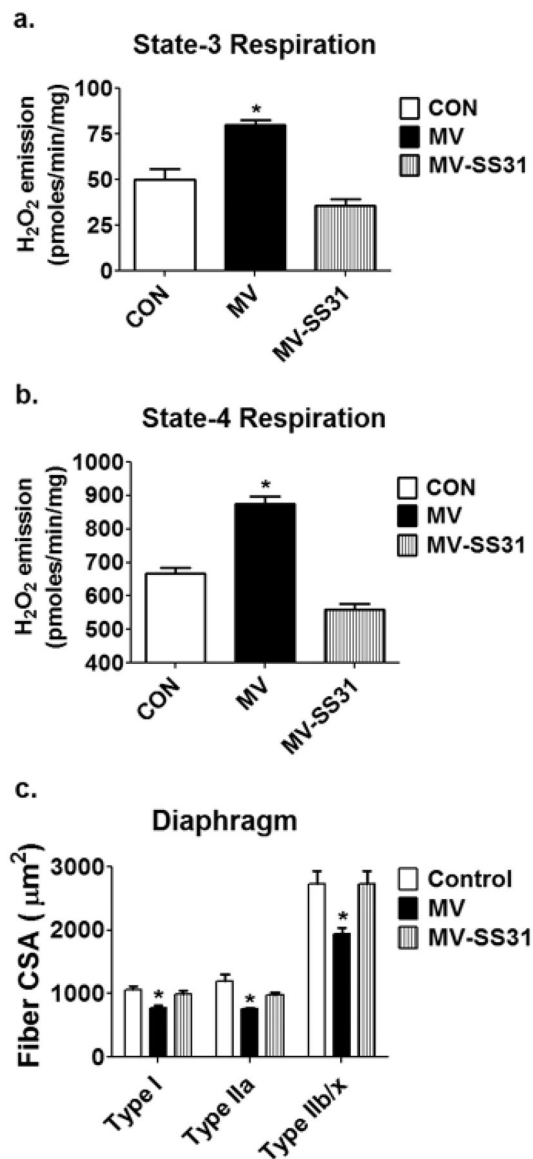 a.
State-3 Respiration
H₂O₂ emission
(pmoles/min/mg)
100
75
50
25
0
*
CON
MV
MV-SS31
CON
MV
MV-SS31
b.
State-4 Respiration
H₂O₂ emission
(pmoles/min/mg)
1000
900
800
700
600
500
400
*
CON
MV
MV-SS31
CON
MV
MV-SS31
c.
Diaphragm
Fiber CSA ( μm²)
3000
2000
1000
0
*
*
*
Type I
Type IIa
Type IIb/x
Control
MV
MV-SS31